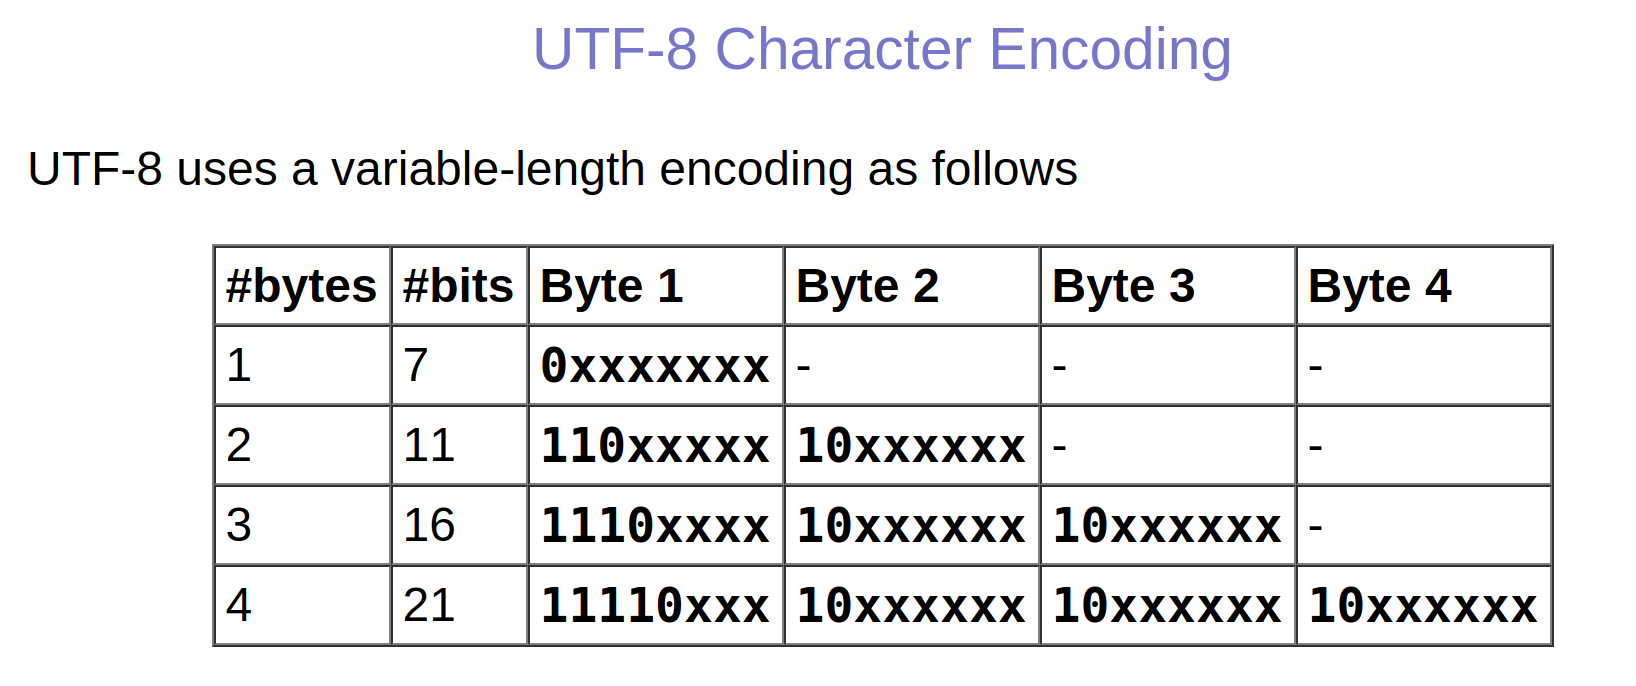 UTF-8 Character Encoding
UTF-8 uses a variable-length encoding as follows
#bytes #bits Byte 1 Byte 2 Byte 3 Byte 4
1 7 0xxxxxxx - - -
2 11 110xxxxx 10xxxxxx - -
3 16 1110xxxx 10xxxxxx 10xxxxxx -
4 21 11110xxx 10xxxxxx 10xxxxxx 10xxxxxx